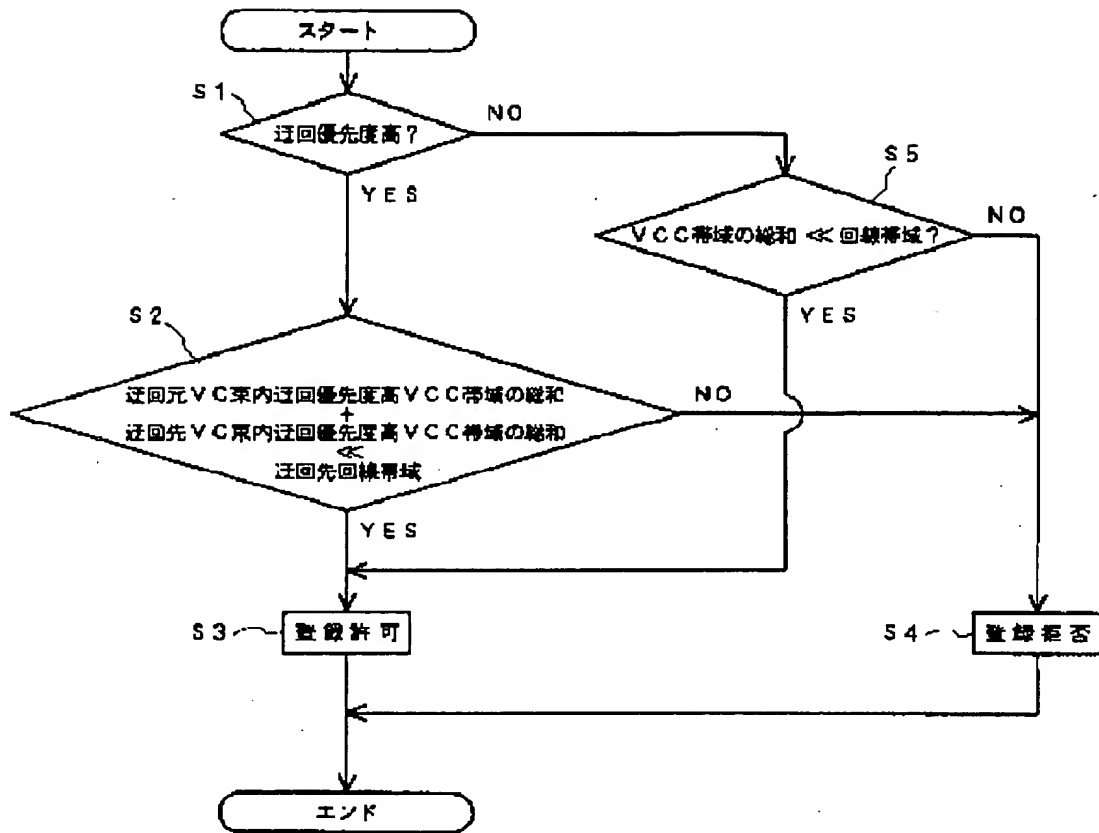 スタート
S1
迂回優先度高?
NO
YES
S5
VCC帯域の総和≪回線帯域?
NO
YES
S2
迂回元VC束内迂回優先度高VCC帯域の総和
+
迂回先VC束内迂回優先度高VCC帯域の総和
≪
迂回先回線帯域
NO
YES
S3
登録許可
S4
登録拒否
エンド